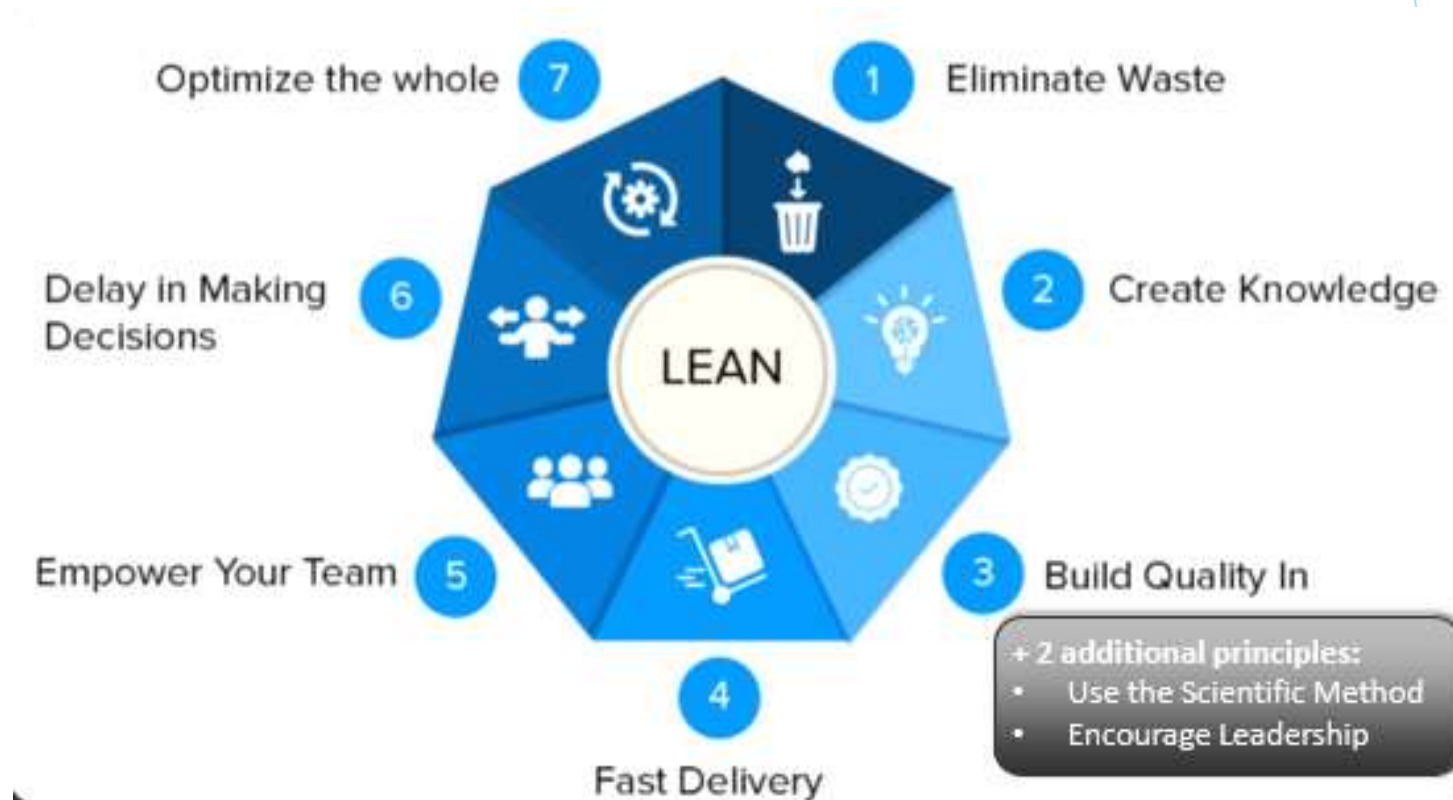 1 Eliminate Waste
2 Create Knowledge
3 Build Quality In
4
Fast Delivery
5 Empower Your Team
6 Delay in Making
Decisions
7 Optimize the whole
LEAN
+ 2 additional principles:
• Use the Scientific Method
• Encourage Leadership